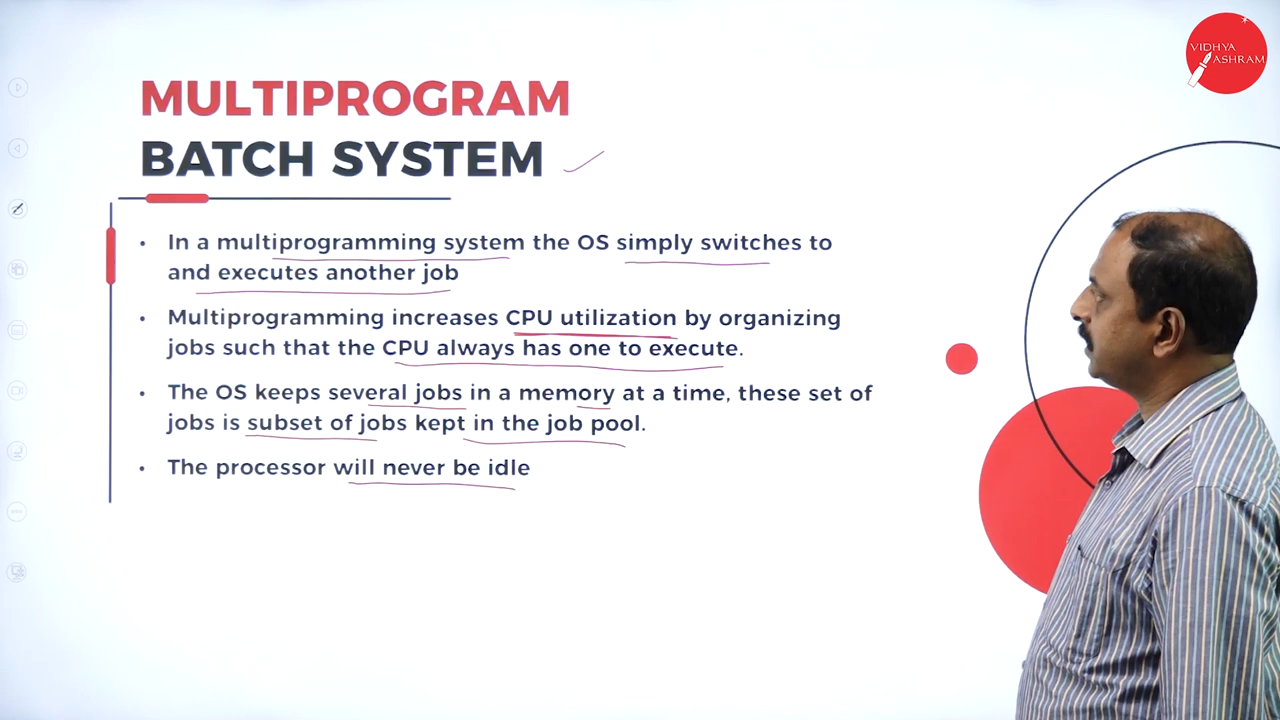 VIDHYA
ASHRAM
MULTIPROGRAM
BATCH SYSTEM
• In a multiprogramming system the OS simply switches to
and executes another job
• Multiprogramming increases CPU utilization by organizing
jobs such that the CPU always has one to execute.
• The OS keeps several jobs in a memory at a time, these set of
jobs is subset of jobs kept in the job pool.
• The processor will never be idle